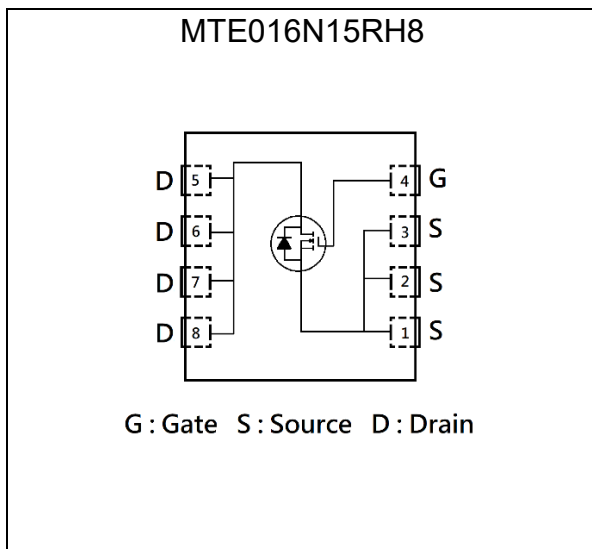 MTE016N15RH8
D 5 4 G
D 6 3 S
D 7 2 S
D 8 1 S
G : Gate S : Source D : Drain